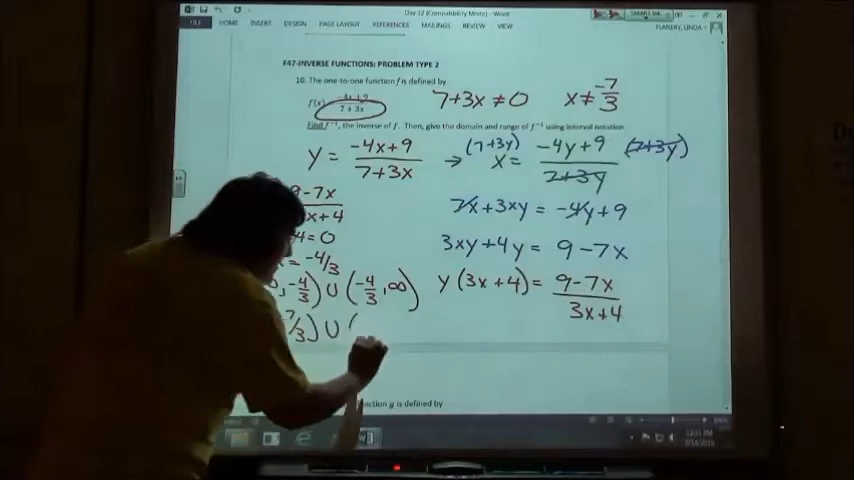 Day 12 (Compatibility Mode) - Word
FILE HOME INSERT DESIGN PAGE LAYOUT REFERENCES MAILINGS REVIEW VIEW
FLANERY, LINDA
F47-INVERSE FUNCTIONS: PROBLEM TYPE 2
10. The one-to-one function f is defined by
f(x) -4x+9 / 7+3x
7+3x ≠ 0 x ≠ -7/3
Find f⁻¹, the inverse of f. Then, give the domain and range of f⁻¹ using interval notation
y = -4x+9 / 7+3x → (7+3y) x = -4y+9 / 7+3y (7+3y)
9-7x / x+4
7x + 3xy = -4y + 9
4 = 0
3xy + 4y = 9 - 7x
= -4/3
, -4/3) ∪ (-4/3, ∞)
y (3x+4) = 9-7x / 3x+4
7/3) ∪ (
nction g is defined by